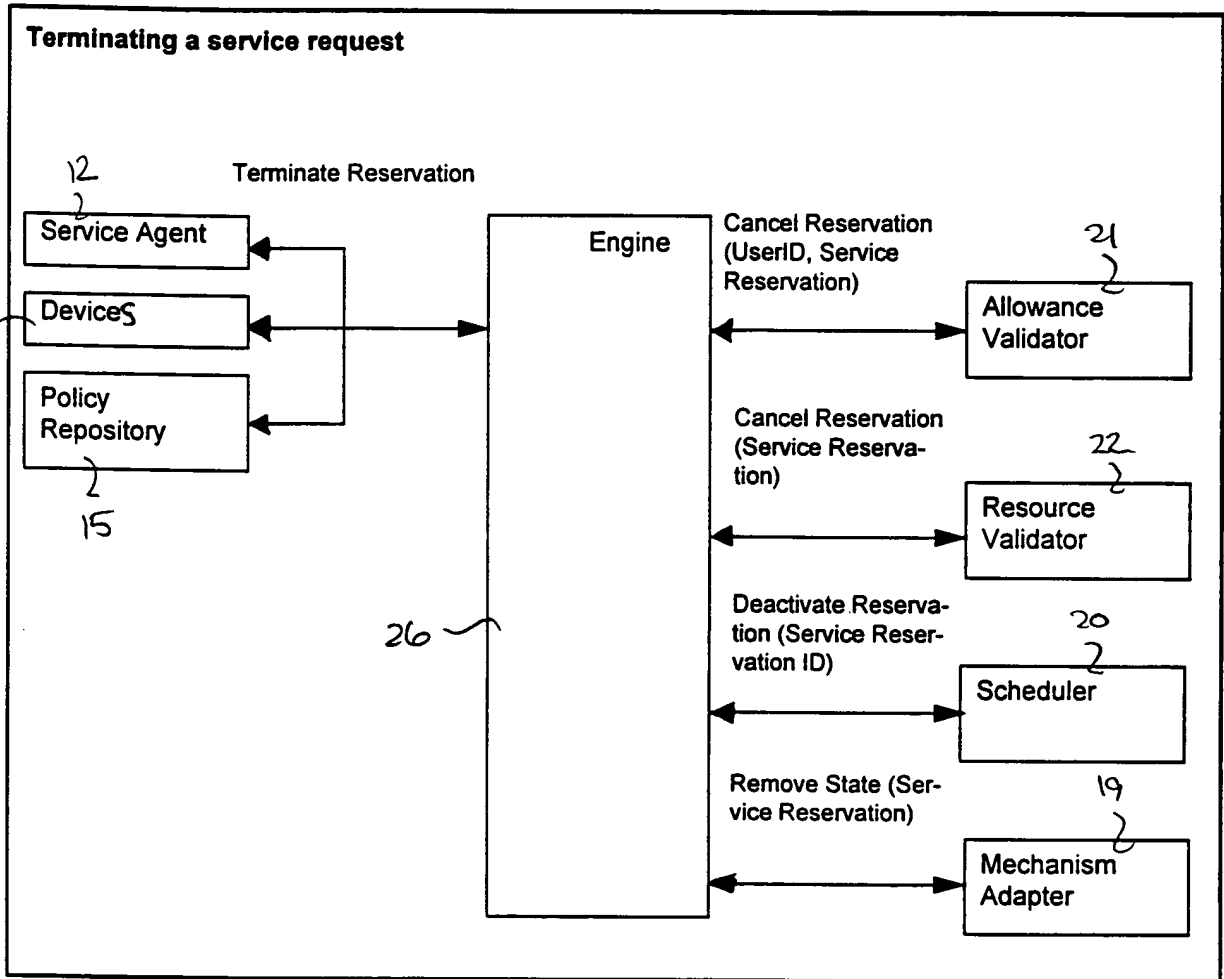 Terminating a service request
12
Terminate Reservation
Service Agent
Devices
Policy
Repository
15
Engine
26
Cancel Reservation
(UserID, Service
Reservation)
21
Allowance
Validator
Cancel Reservation
(Service Reserva-
tion)
22
Resource
Validator
Deactivate Reserva-
tion (Service Reser-
vation ID)
20
Scheduler
Remove State (Ser-
vice Reservation)
19
Mechanism
Adapter